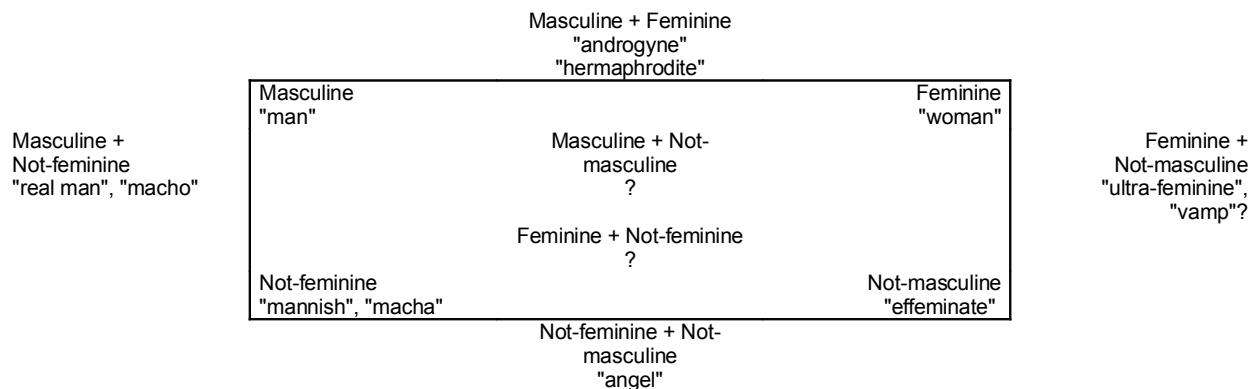 Masculine + Feminine
"androgyne"
"hermaphrodite"
Masculine
"man"
Feminine
"woman"
Masculine +
Not-feminine
"real man", "macho"
Masculine + Not-
masculine
?
Feminine +
Not-masculine
"ultra-feminine",
"vamp"?
Feminine + Not-feminine
?
Not-feminine
"mannish", "macha"
Not-masculine
"effeminate"
Not-feminine + Not-
masculine
"angel"